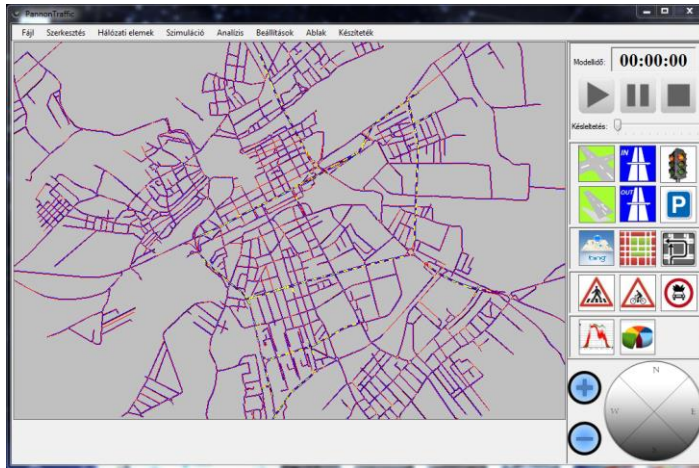 PannonTraffic
Fájl Szerkesztés Hálózati elemek Szimuláció Analízis Beállítások Ablak Készítették
Modellidő: 00:00:00
Késleltetés:
IN
OUT
P
bing
N
W E